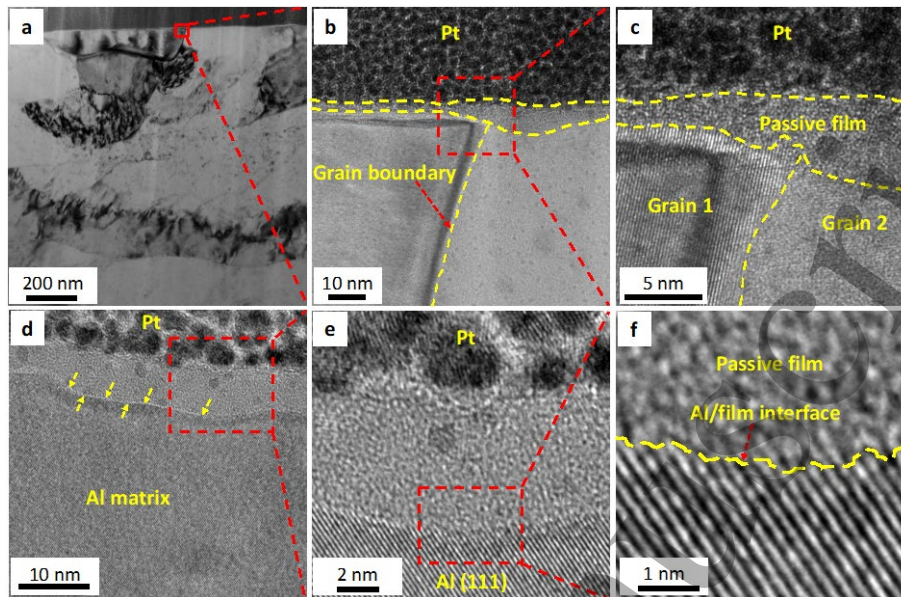 a
200 nm
b
Pt
Grain boundary
10 nm
c
Pt
Passive film
Grain 1
Grain 2
5 nm
d
Pt
Al matrix
10 nm
e
Pt
Al (111)
2 nm
f
Passive film
Al/film interface
1 nm